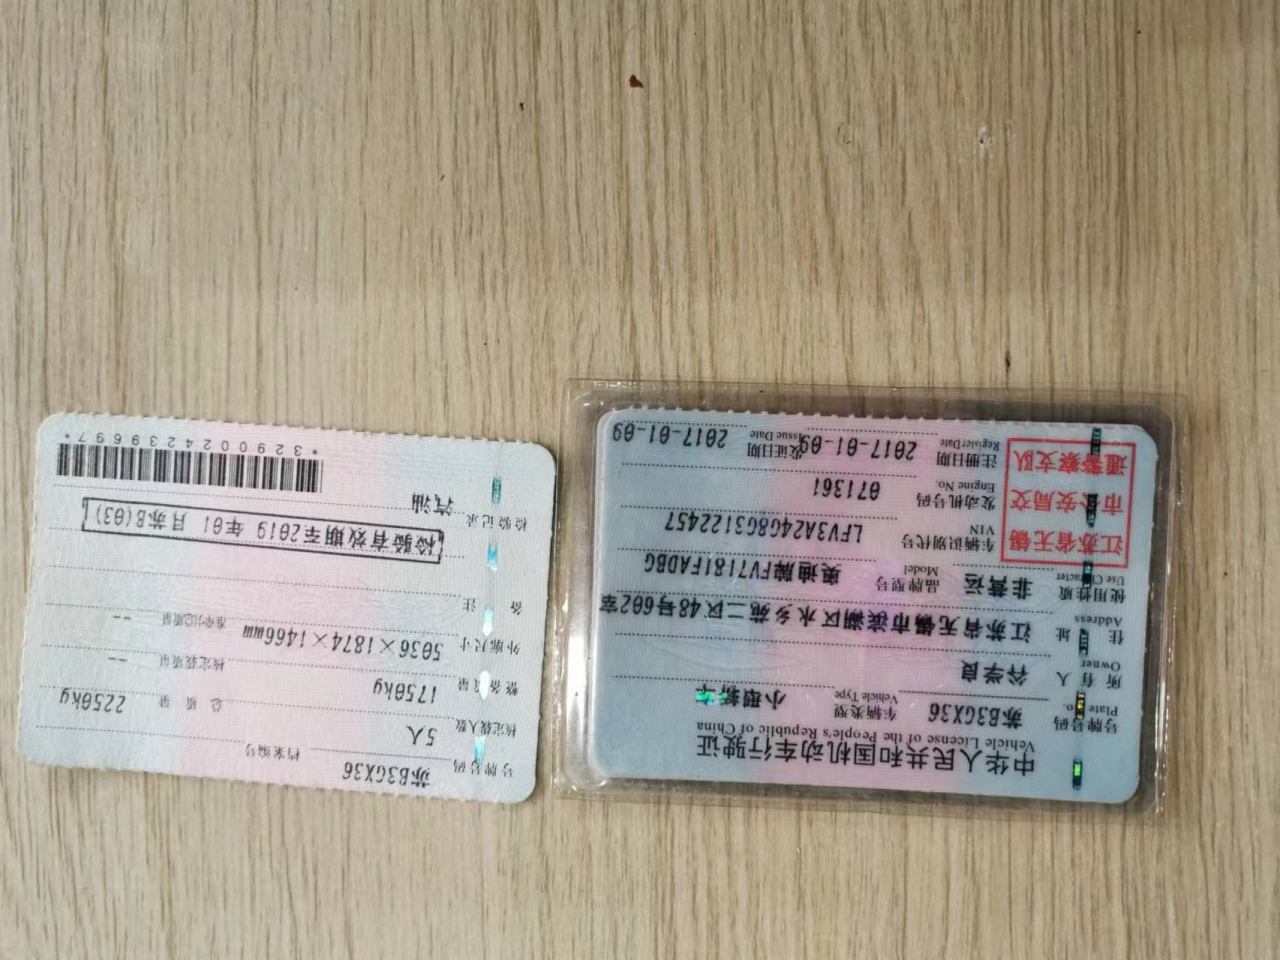 中华人民共和国机动车行驶证
Vehicle License of the People's Republic of China
号牌号码 苏B3GX36 车辆类型 小型轿车
Plate No. Vehicle Type
所有人 谷学良
Owner
住址 江苏省无锡市滨湖区水乡苑二区48号602室
Address
使用性质 非营运 品牌型号 奥迪牌FV7181FADBG
Use Character Model
江苏省无锡
市公安局交
通警察支队
车辆识别代号 LFV3A24G8G3122457
VIN
发动机号码 071361
Engine No.
注册日期 2017-01-09 发证日期 2017-01-09
Register Date Issue Date
号牌号码 苏B3GX36 档案编号
核定载人数 5人 总质量 2250kg
整备质量 1750kg 核定载质量 --
外廓尺寸 5036×1874×1466mm 准牵引总质量 --
备注
检验有效期至2019年01月苏B(03)
检验记录 汽油
*3290024239697*